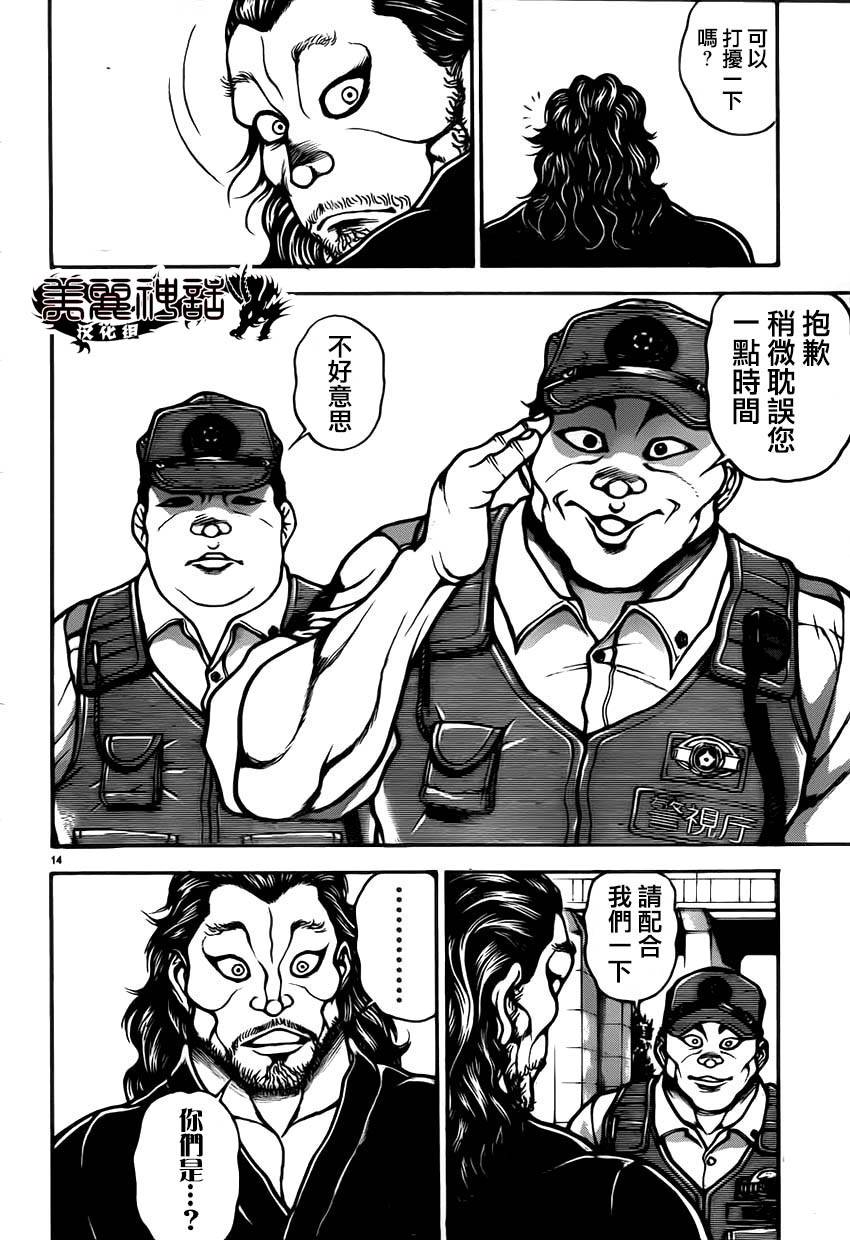 可以
打擾一下
嗎？
美麗神話
汉化组
抱歉
稍微耽誤您
一點時間
不好意思
警視庁
14
請配合
我們一下
………
你們是…？